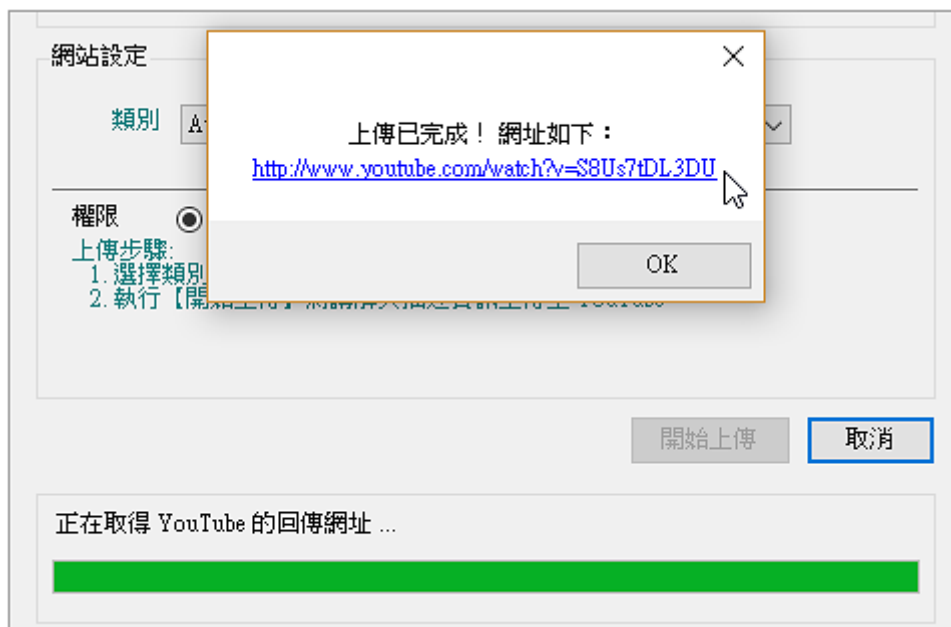 網站設定
類別 A
上傳已完成！網址如下：
http://www.youtube.com/watch?v=S8Us7tDL3DU
OK
權限
上傳步驟:
1. 選擇類別
2. 執行【開始上傳】 YouTube
開始上傳
取消
正在取得 YouTube 的回傳網址 ...